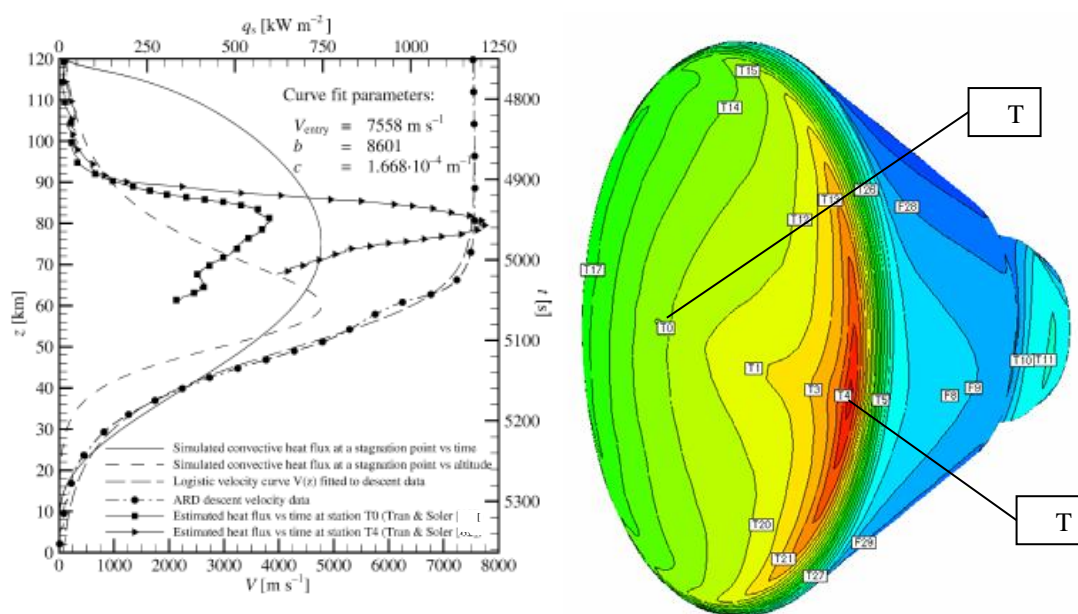 q_s [kW m⁻²]
0 250 500 750 1000 1250
120
110
100
90
80
70
60
50
40
30
20
10
0
z [km]
Curve fit parameters:
V_entry = 7558 m s⁻¹
b = 8601
c = 1.668·10⁻⁴ m⁻¹
4800
4900
5000
5100
5200
5300
t [s]
Simulated convective heat flux at a stagnation point vs time
Simulated convective heat flux at a stagnation point vs altitude
Logistic velocity curve V(z) fitted to descent data
ARD descent velocity data
Estimated heat flux vs time at station T0 (Tran & Soler [
Estimated heat flux vs time at station T4 (Tran & Soler [
0 1000 2000 3000 4000 5000 6000 7000 8000
V [m s⁻¹]
T15
T14
T
T26
F28
T12
T17
T0
T10 T11
T1
T3
T4
T5
F8
F9
T
T20
F29
T21
T27